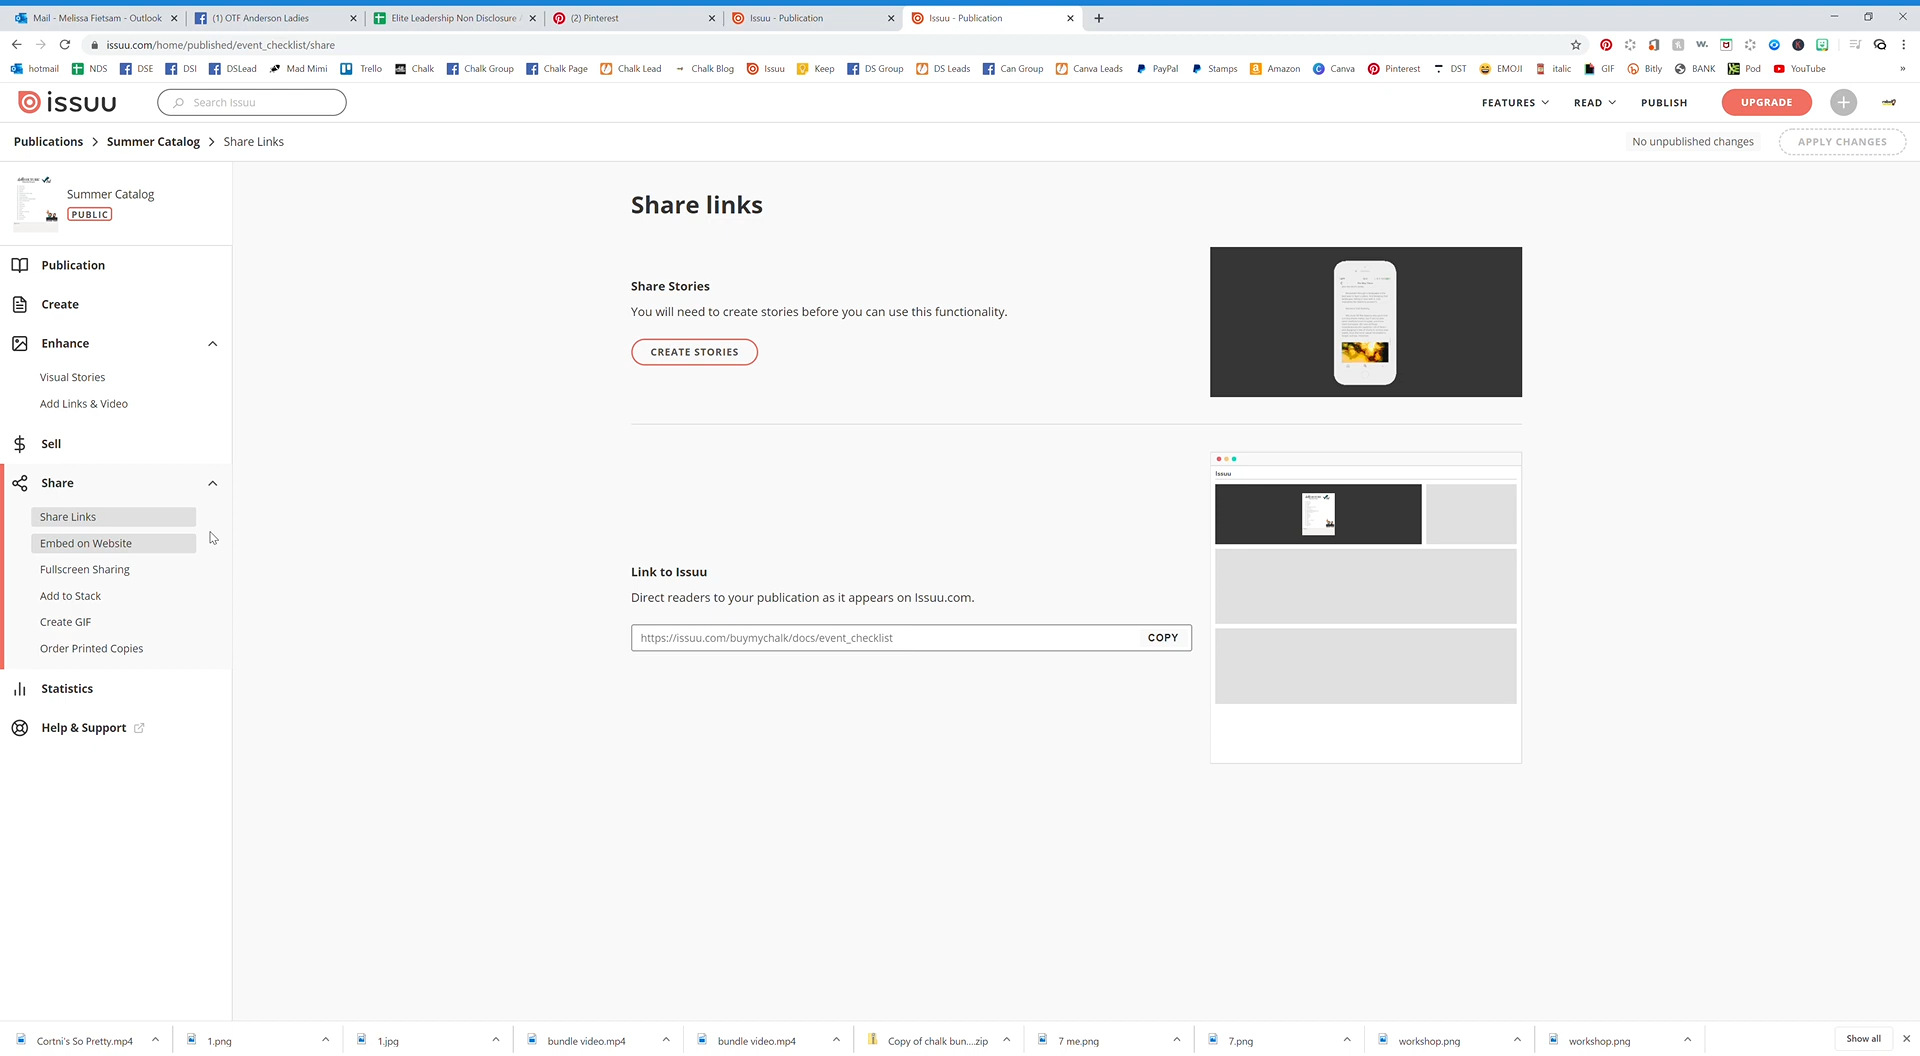 Mail - Melissa Fietsam - Outlook
(1) OTF Anderson Ladies
Elite Leadership Non Disclosure A
(2) Pinterest
Issuu - Publication
Issuu - Publication
issuu.com/home/published/event_checklist/share
hotmail NDS DSE DSI DSLead Mad Mimi Trello Chalk Chalk Group Chalk Page Chalk Lead Chalk Blog Issuu Keep DS Group DS Leads Can Group Canva Leads PayPal Stamps Amazon Canva Pinterest DST EMOJI italic GIF Bitly BANK Pod YouTube »
issuu
Search Issuu
FEATURES READ PUBLISH UPGRADE
Publications > Summer Catalog > Share Links
No unpublished changes
APPLY CHANGES
Summer Catalog
PUBLIC
Publication
Create
Enhance
Visual Stories
Add Links & Video
Sell
Share
Share Links
Embed on Website
Fullscreen Sharing
Add to Stack
Create GIF
Order Printed Copies
Statistics
Help & Support
Share links
Share Stories
You will need to create stories before you can use this functionality.
CREATE STORIES
Link to Issuu
Direct readers to your publication as it appears on Issuu.com.
https://issuu.com/buymychalk/docs/event_checklist
COPY
Issuu
Cortni's So Pretty.mp4
1.png
1.jpg
bundle video.mp4
bundle video.mp4
Copy of chalk bun....zip
7 me.png
7.png
workshop.png
workshop.png
Show all